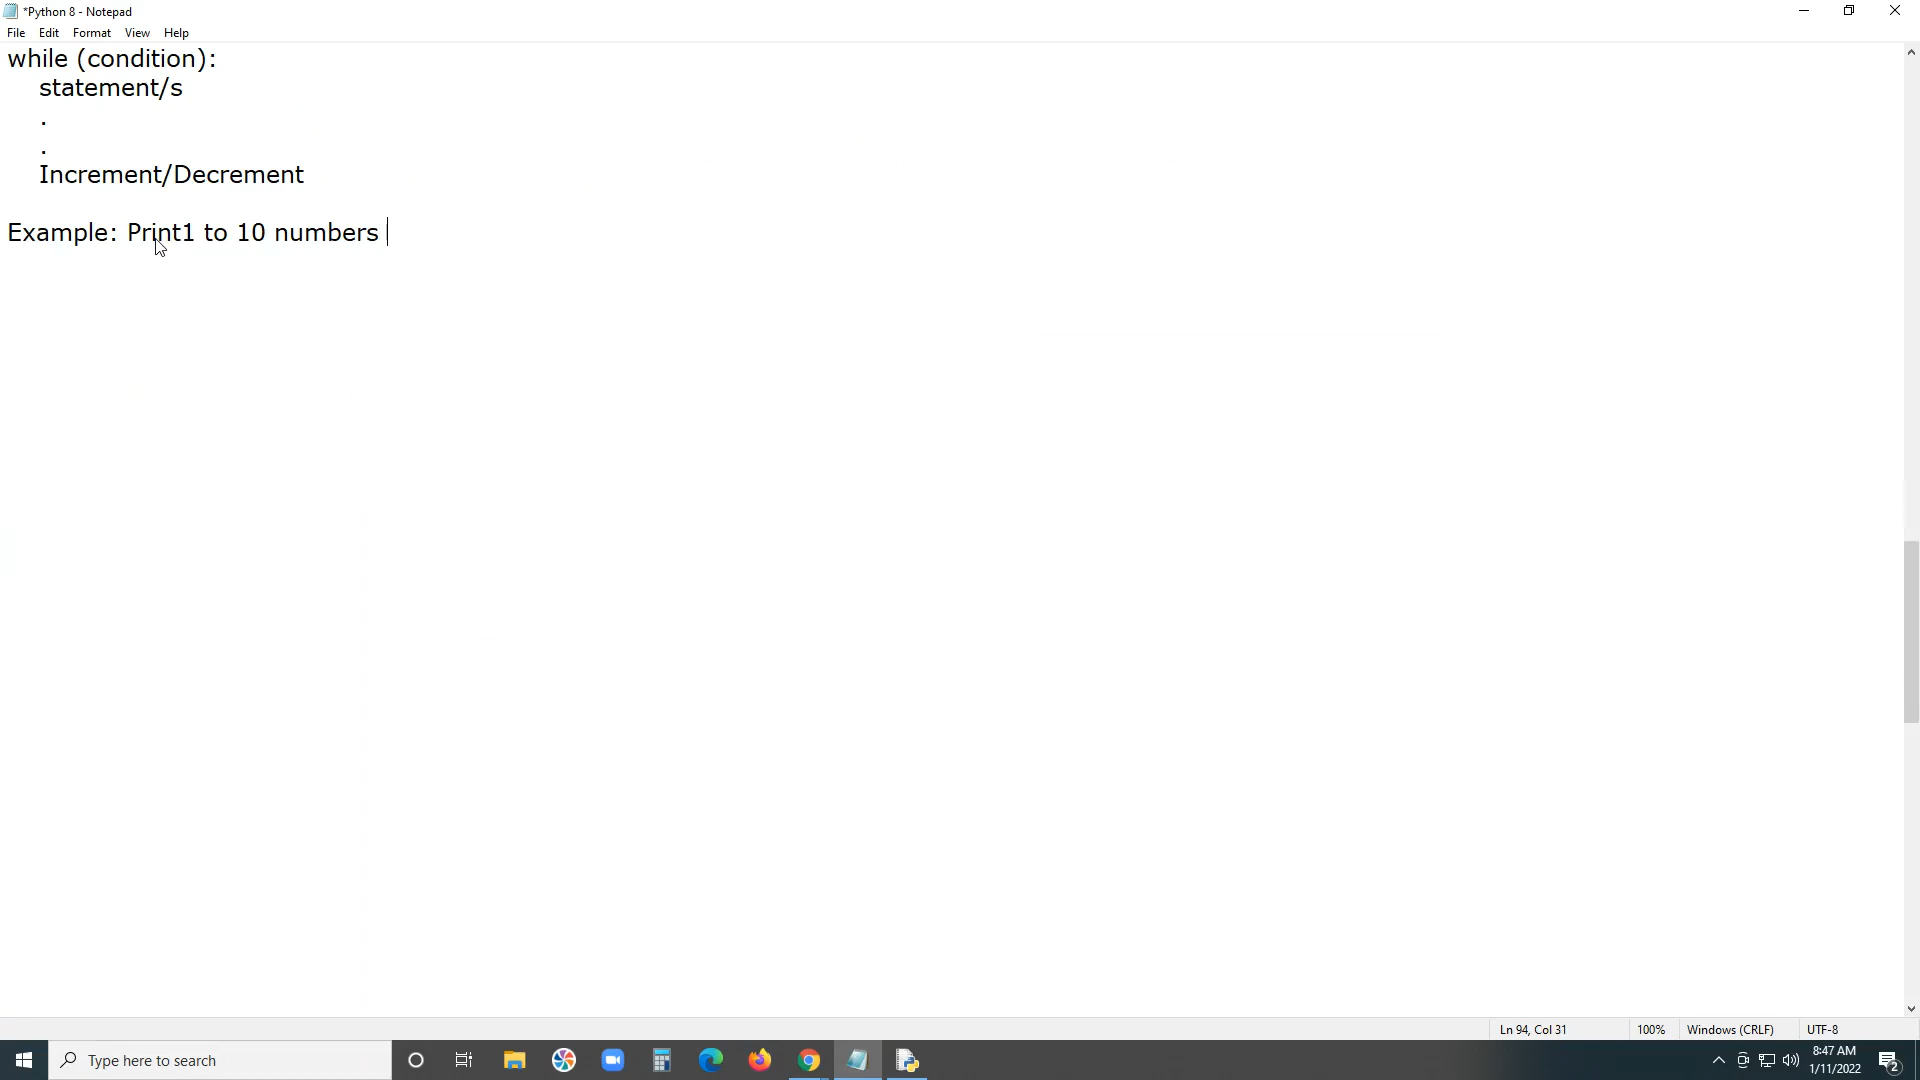 *Python 8 - Notepad
File Edit Format View Help
while (condition):
statement/s
.
.
Increment/Decrement
Example: Print1 to 10 numbers
Ln 94, Col 31 100% Windows (CRLF) UTF-8
Type here to search
8:47 AM
1/11/2022
2